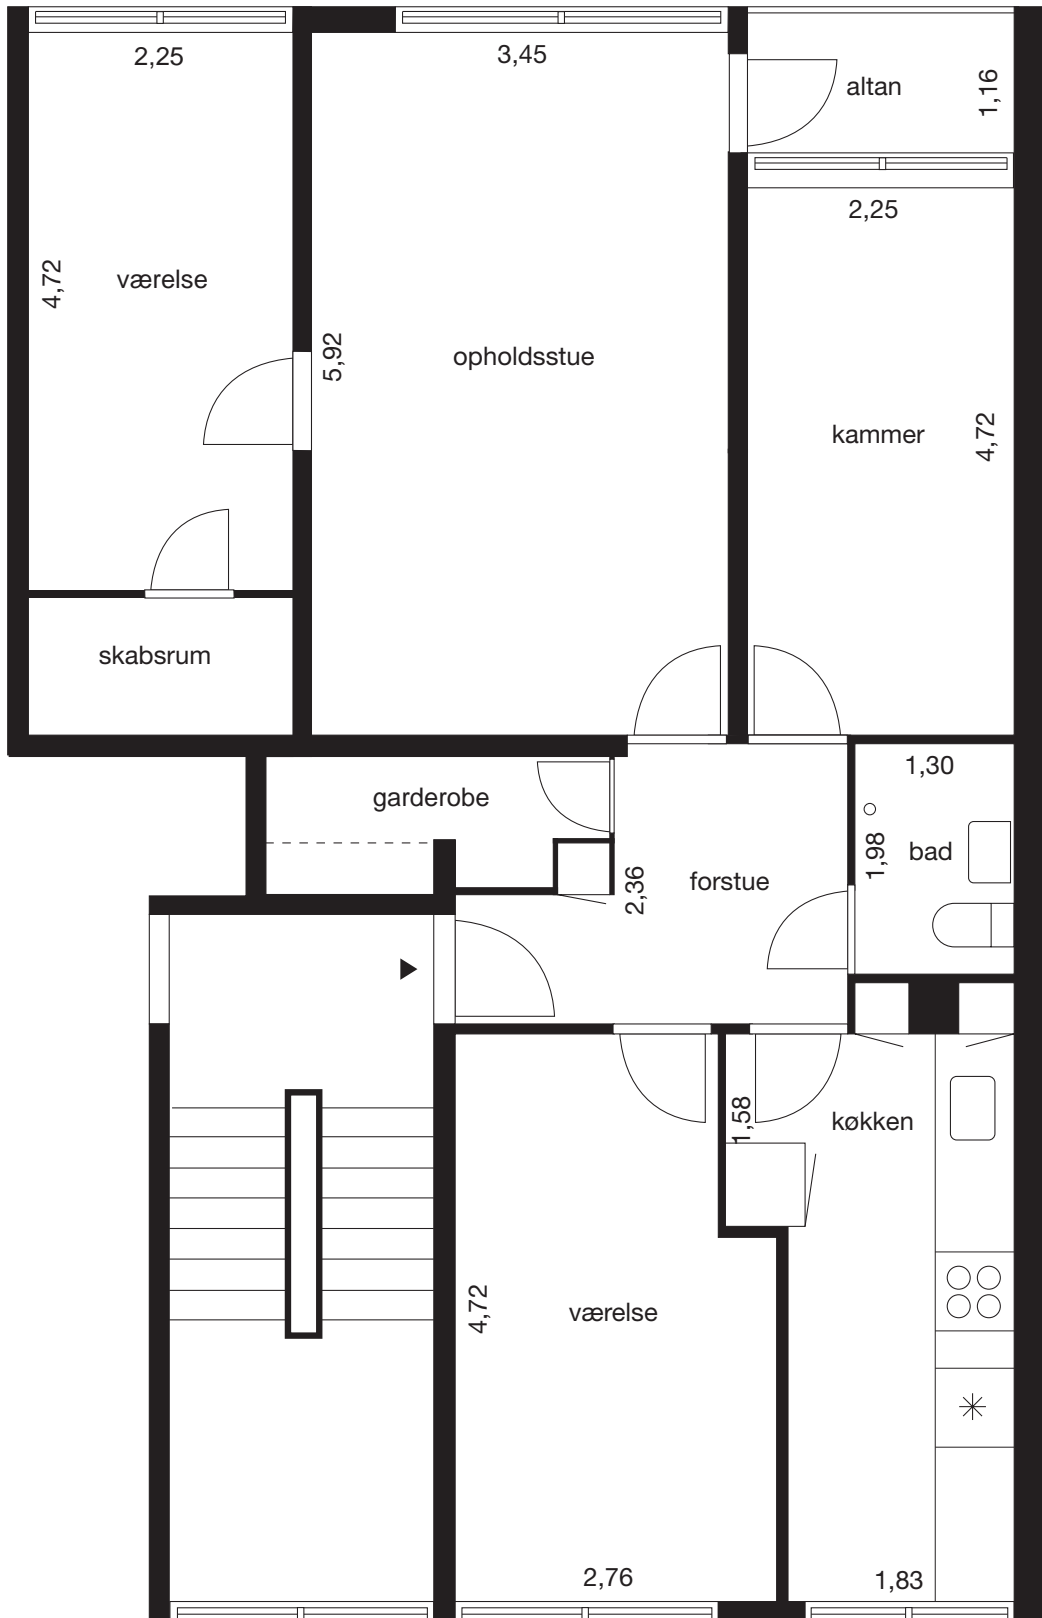 2,25
3,45
altan
1,16
2,25
4,72
værelse
5,92
opholdsstue
kammer
4,72
skabsrum
garderobe
1,30
1,98
bad
2,36
forstue
1,58
køkken
4,72
værelse
2,76
1,83